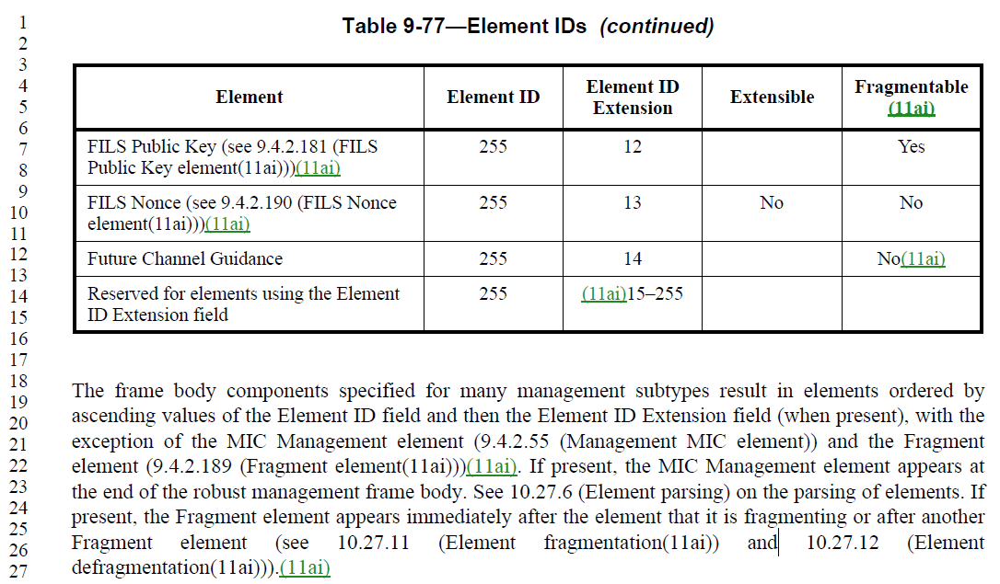 Table 9-77—Element IDs (continued)
Element Element ID Element ID Extension Extensible Fragmentable (11ai)
FILS Public Key (see 9.4.2.181 (FILS Public Key element(11ai)))(11ai) 255 12 Yes
FILS Nonce (see 9.4.2.190 (FILS Nonce element(11ai)))(11ai) 255 13 No No
Future Channel Guidance 255 14 No(11ai)
Reserved for elements using the Element ID Extension field 255 (11ai)15–255
The frame body components specified for many management subtypes result in elements ordered by
ascending values of the Element ID field and then the Element ID Extension field (when present), with the
exception of the MIC Management element (9.4.2.55 (Management MIC element)) and the Fragment
element (9.4.2.189 (Fragment element(11ai)))(11ai). If present, the MIC Management element appears at
the end of the robust management frame body. See 10.27.6 (Element parsing) on the parsing of elements. If
present, the Fragment element appears immediately after the element that it is fragmenting or after another
Fragment element (see 10.27.11 (Element fragmentation(11ai)) and 10.27.12 (Element
defragmentation(11ai))).(11ai)
1
2
3
4
5
6
7
8
9
10
11
12
13
14
15
16
17
18
19
20
21
22
23
24
25
26
27